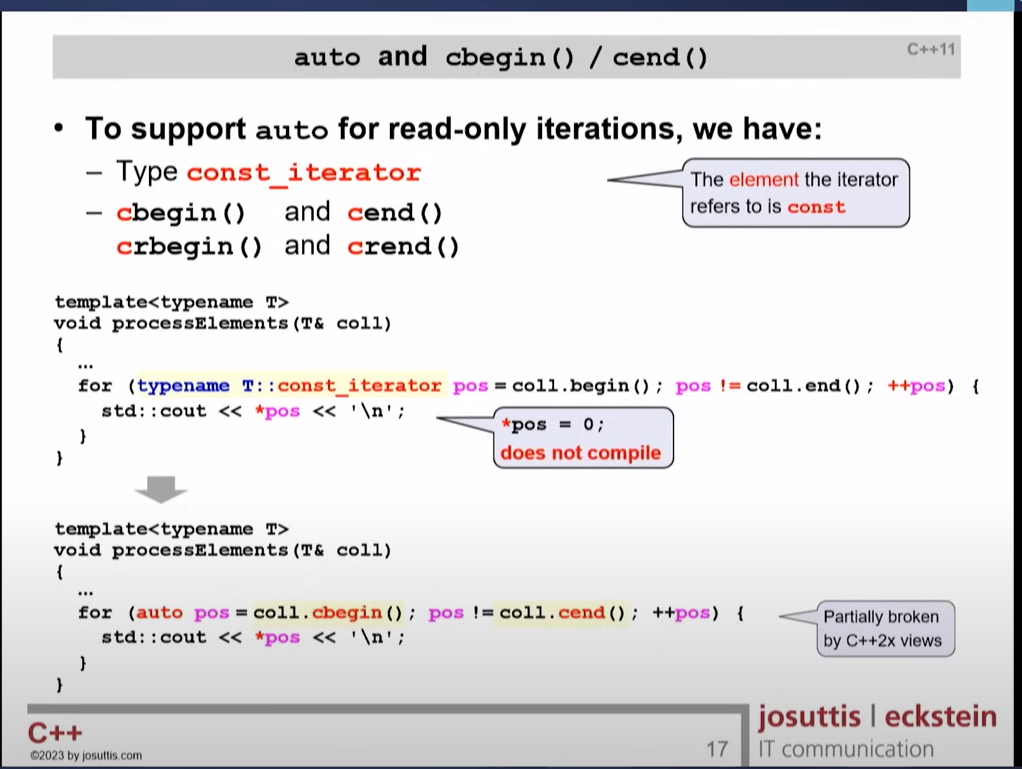 auto and cbegin() / cend()
C++11
• To support auto for read-only iterations, we have:
– Type const_iterator
The element the iterator
refers to is const
– cbegin() and cend()
crbegin() and crend()
template<typename T>
void processElements(T& coll)
{
...
for (typename T::const_iterator pos = coll.begin(); pos != coll.end(); ++pos) {
std::cout << *pos << '\n';
*pos = 0;
does not compile
}
}
template<typename T>
void processElements(T& coll)
{
...
for (auto pos = coll.cbegin(); pos != coll.cend(); ++pos) {
Partially broken
by C++2x views
std::cout << *pos << '\n';
}
}
C++
©2023 by josuttis.com
17
josuttis | eckstein
IT communication